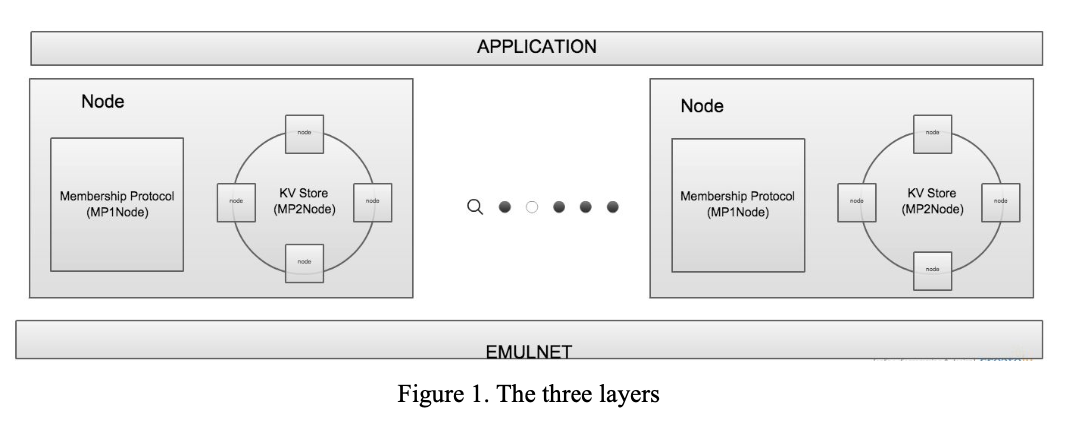 APPLICATION
Node
Membership Protocol
(MP1Node)
node
node
KV Store
(MP2Node)
node
node
Node
Membership Protocol
(MP1Node)
node
node
KV Store
(MP2Node)
node
node
EMULNET
Figure 1. The three layers